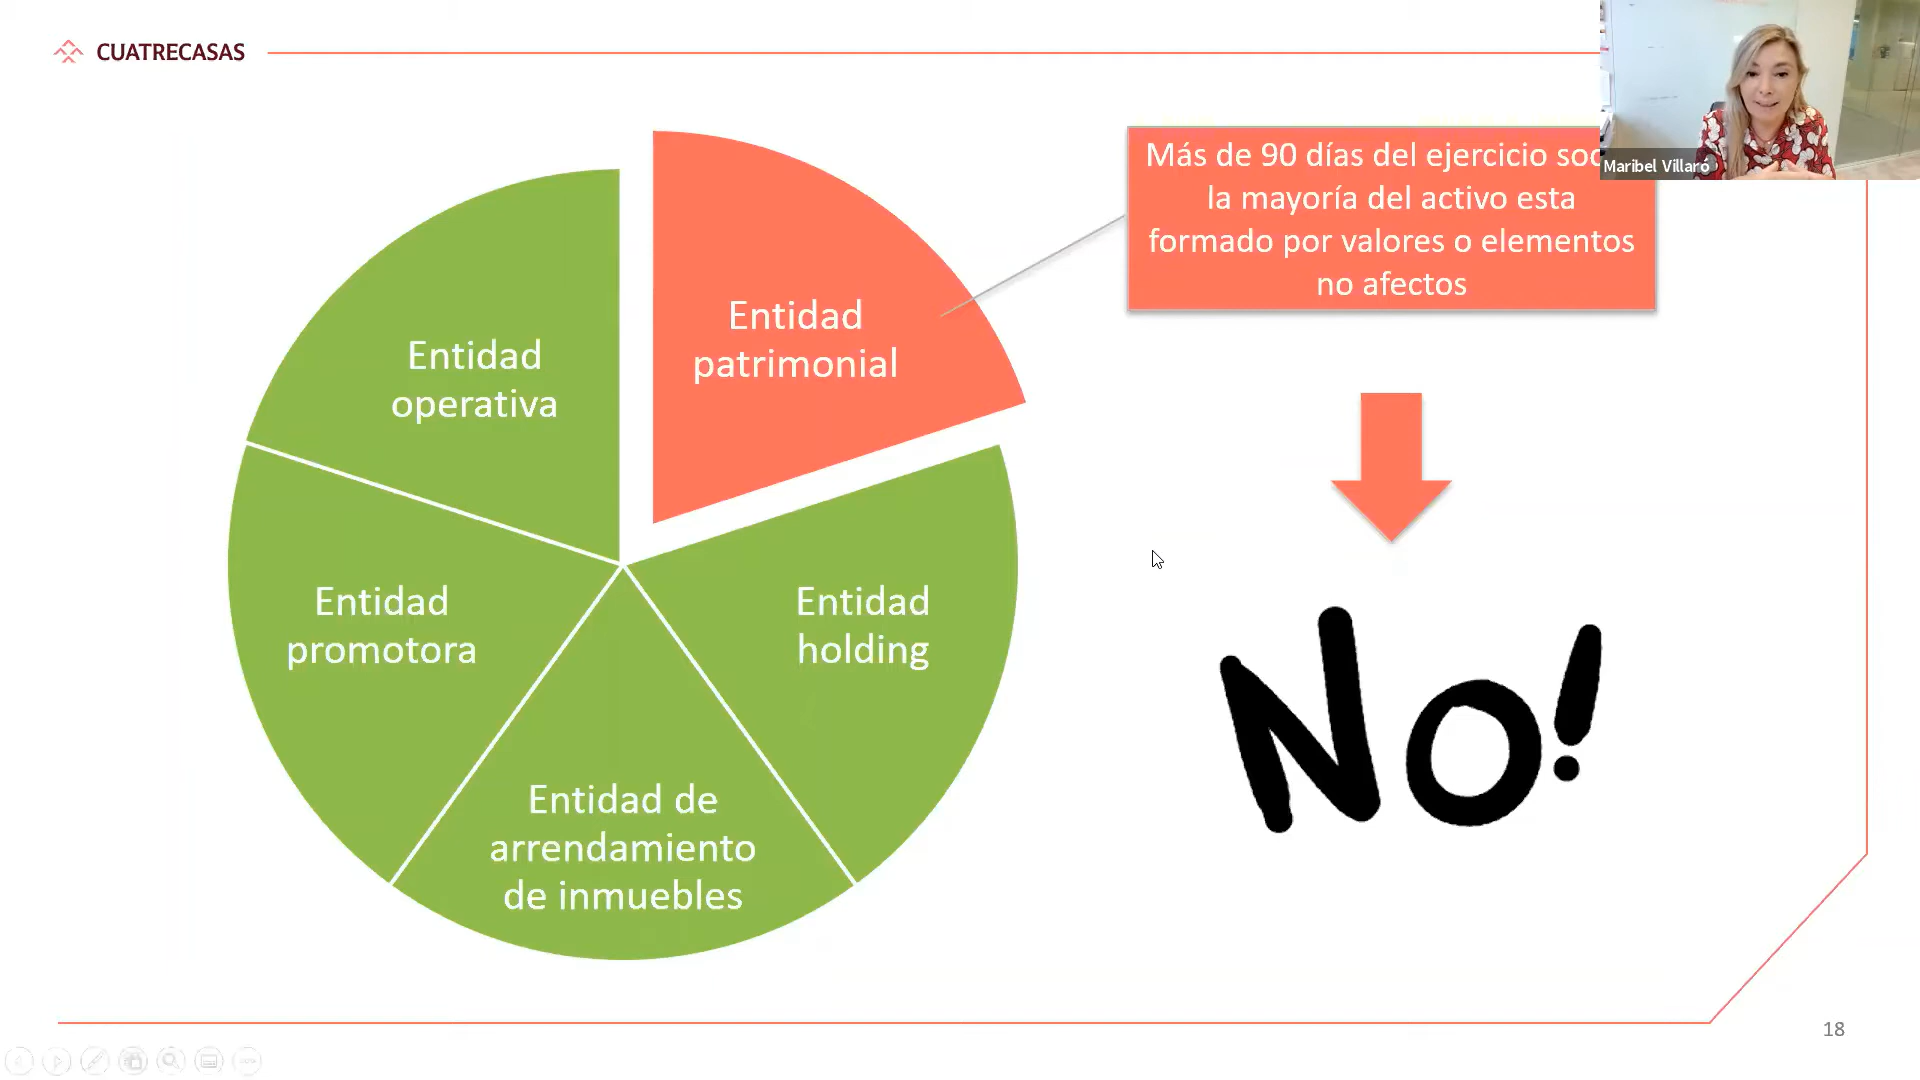 CUATRECASAS
Maribel Villaró
Más de 90 días del ejercicio
la mayoría del activo esta
formado por valores o elementos
no afectos
Entidad
patrimonial
Entidad
operativa
Entidad
promotora
Entidad
holding
Entidad de
arrendamiento
de inmuebles
No!
18